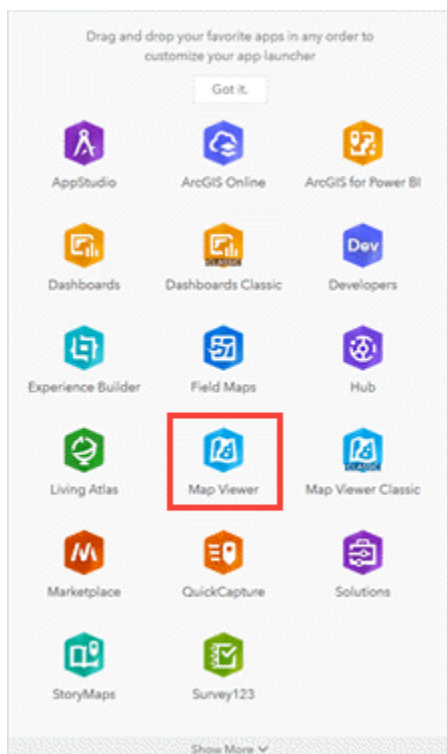 Drag and drop your favorite apps in any order to
customize your app launcher
Got it.
AppStudio
ArcGIS Online
ArcGIS for Power BI
Dashboards
CLASSIC
Dashboards Classic
Dev
Developers
Experience Builder
Field Maps
Hub
Living Atlas
Map Viewer
CLASSIC
Map Viewer Classic
Marketplace
QuickCapture
Solutions
StoryMaps
Survey123
Show More